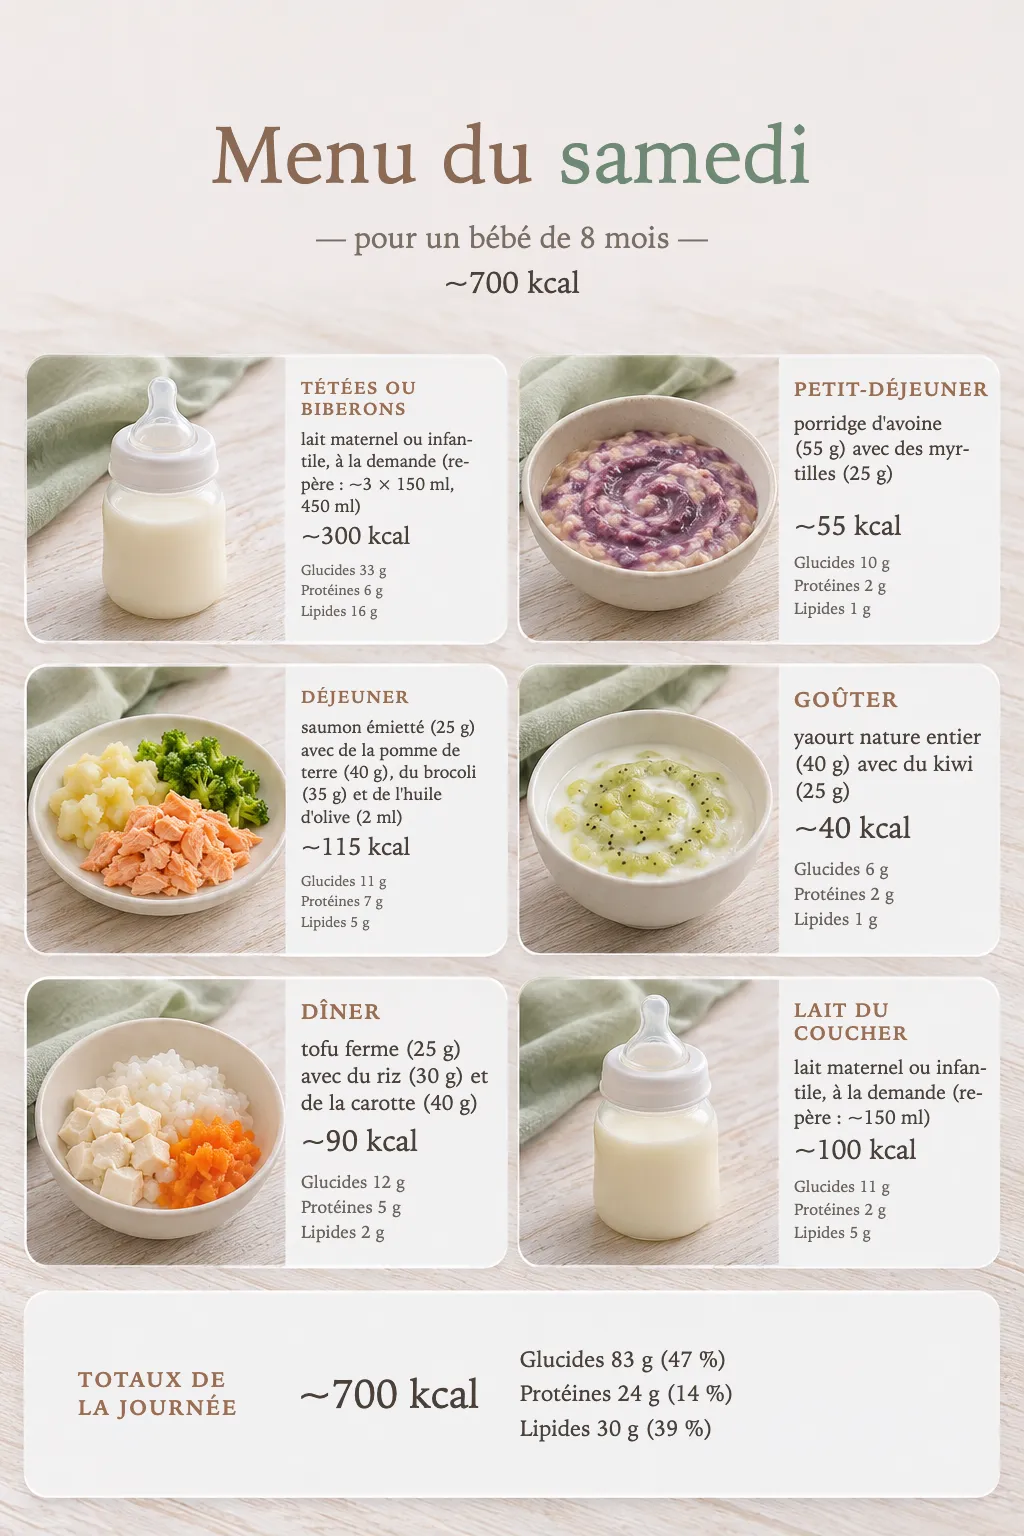 Menu du samedi
— pour un bébé de 8 mois —
~700 kcal
TÉTÉES OU
BIBERONS
lait maternel ou infan-
tile, à la demande (re-
père : ~3 × 150 ml,
450 ml)
~300 kcal
Glucides 33 g
Protéines 6 g
Lipides 16 g
PETIT-DÉJEUNER
porridge d'avoine
(55 g) avec des myr-
tilles (25 g)
~55 kcal
Glucides 10 g
Protéines 2 g
Lipides 1 g
DÉJEUNER
saumon émietté (25 g)
avec de la pomme de
terre (40 g), du brocoli
(35 g) et de l'huile
d'olive (2 ml)
~115 kcal
Glucides 11 g
Protéines 7 g
Lipides 5 g
GOÛTER
yaourt nature entier
(40 g) avec du kiwi
(25 g)
~40 kcal
Glucides 6 g
Protéines 2 g
Lipides 1 g
DÎNER
tofu ferme (25 g)
avec du riz (30 g) et
de la carotte (40 g)
~90 kcal
Glucides 12 g
Protéines 5 g
Lipides 2 g
LAIT DU
COUCHER
lait maternel ou infan-
tile, à la demande (re-
père : ~150 ml)
~100 kcal
Glucides 11 g
Protéines 2 g
Lipides 5 g
TOTAUX DE
LA JOURNÉE
~700 kcal
Glucides 83 g (47 %)
Protéines 24 g (14 %)
Lipides 30 g (39 %)